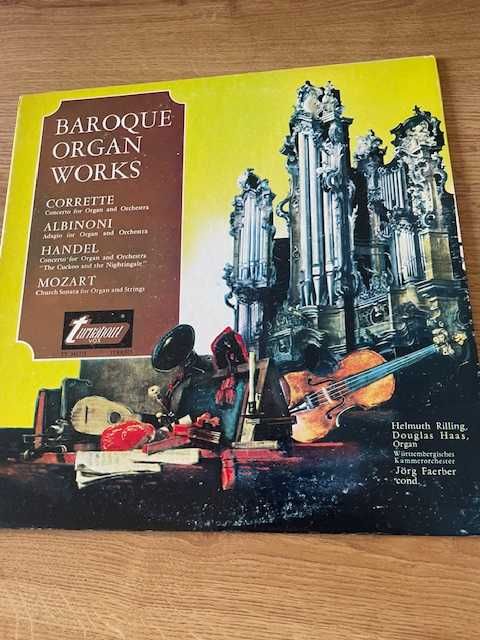 BAROQUE
ORGAN
WORKS
CORRETTE
Concerto for Organ and Orchestra
ALBINONI
Adagio for Organ and Orchestra
HANDEL
Concerto for Organ and Orchestra
"The Cuckoo and the Nightingale"
MOZART
Church Sonata for Organ and Strings
Turnabout
VOX
Helmuth Rilling,
Douglas Haas,
Organ
Württembergisches
Kammerorchester
Jörg Faerber
cond.